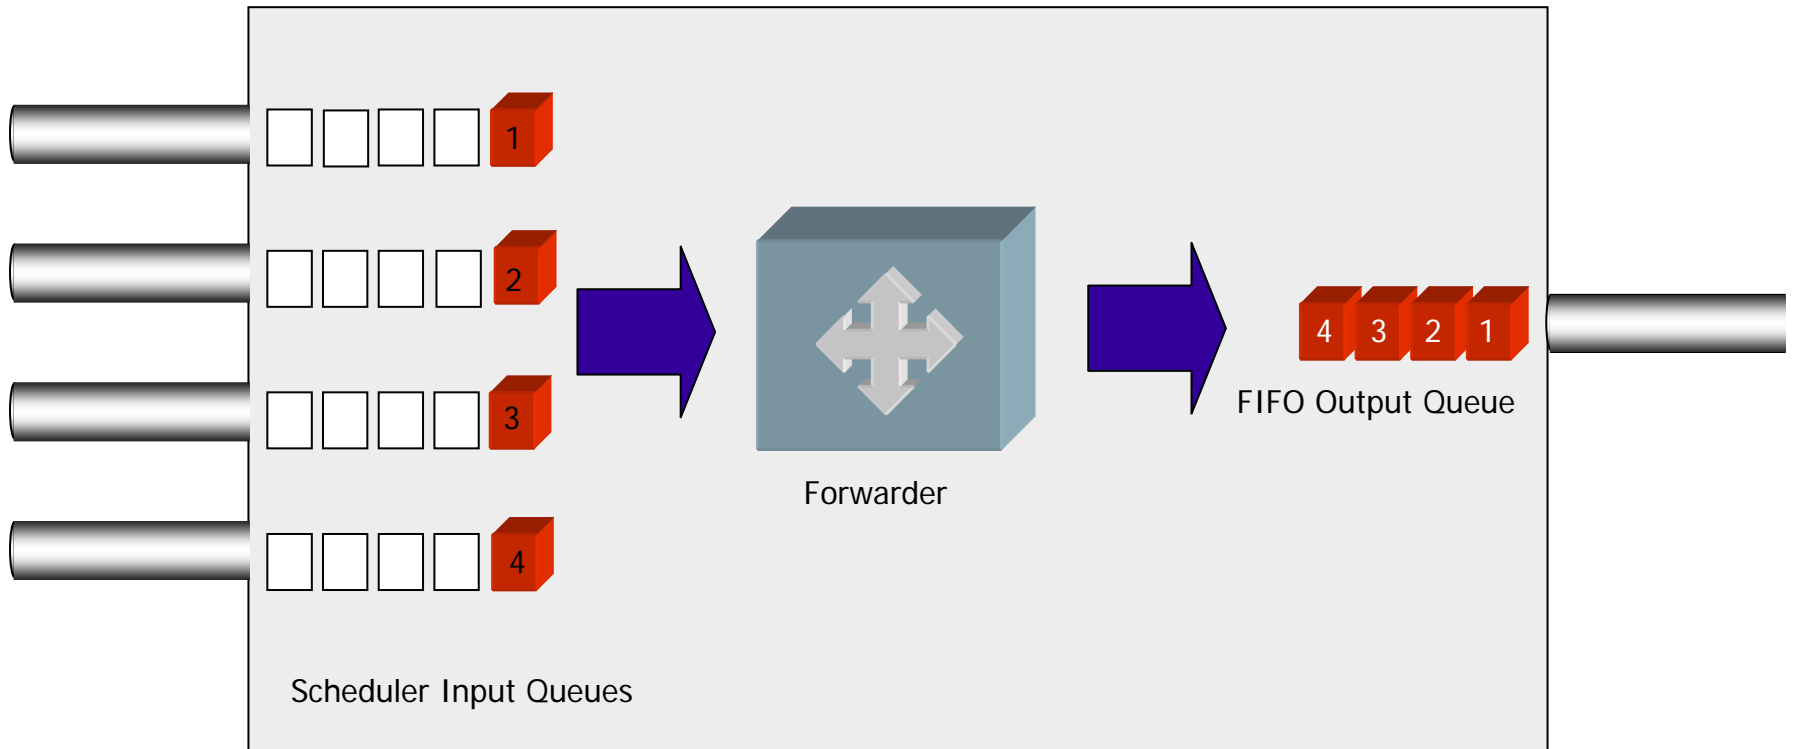 1
2
3
4
4 3 2 1
FIFO Output Queue
Forwarder
Scheduler Input Queues